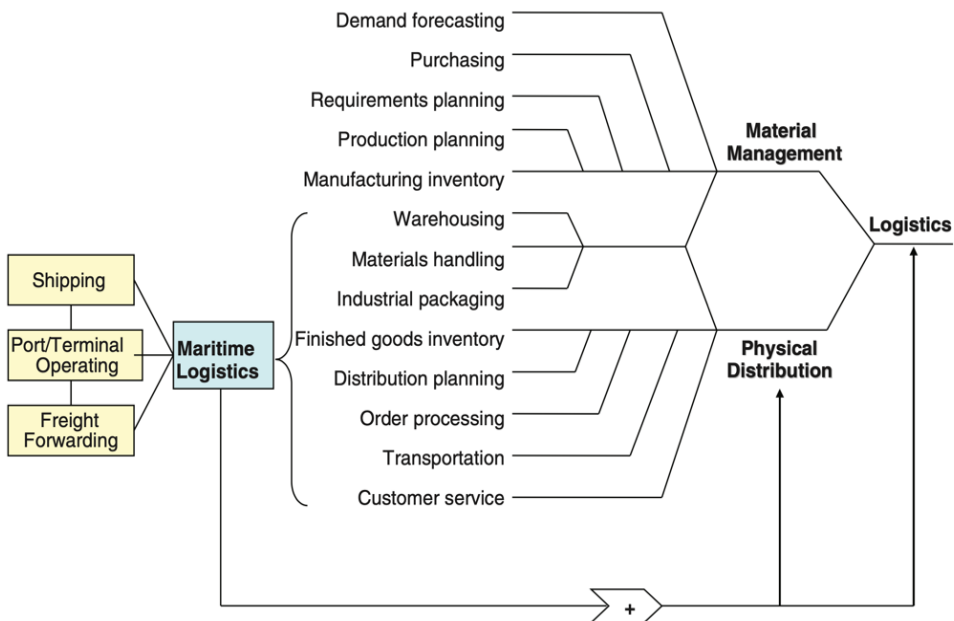 Demand forecasting
Purchasing
Requirements planning
Production planning
Manufacturing inventory
Warehousing
Materials handling
Industrial packaging
Finished goods inventory
Distribution planning
Order processing
Transportation
Customer service
Shipping
Port/Terminal
Operating
Freight
Forwarding
Maritime
Logistics
Material
Management
Physical
Distribution
Logistics
+